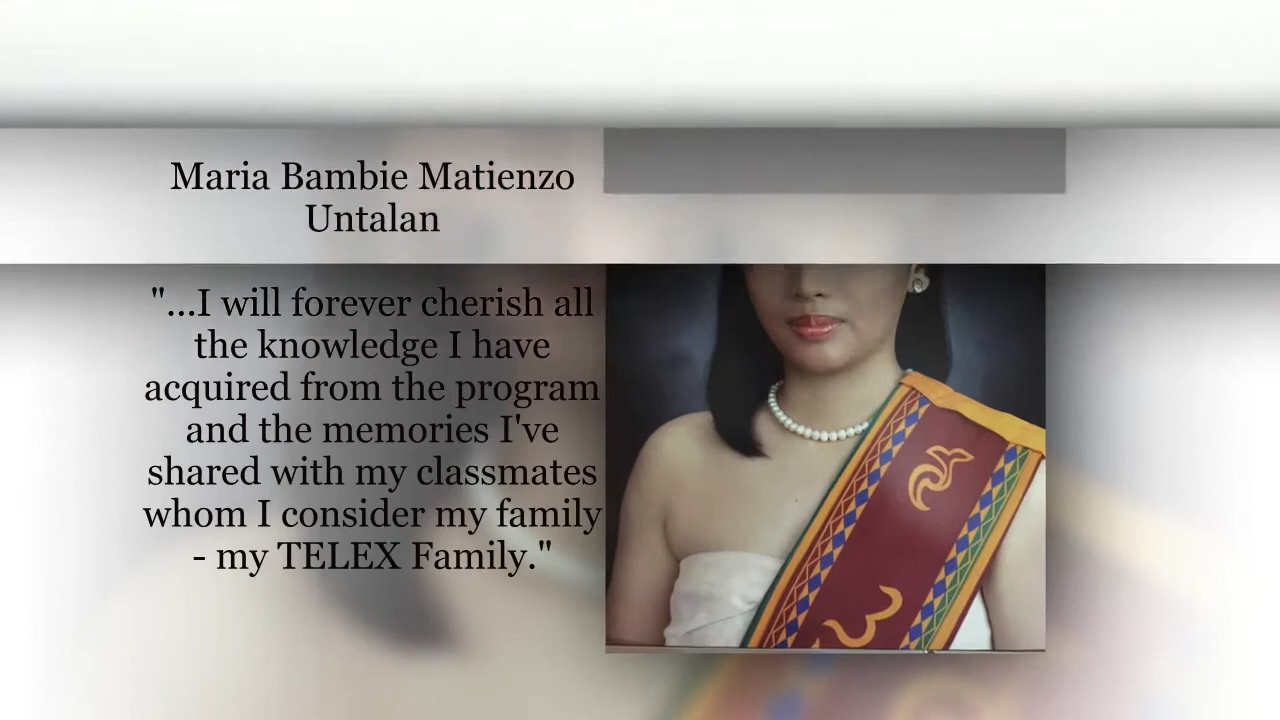 Maria Bambie Matienzo
Untalan
"...I will forever cherish all
the knowledge I have
acquired from the program
and the memories I've
shared with my classmates
whom I consider my family
- my TELEX Family."